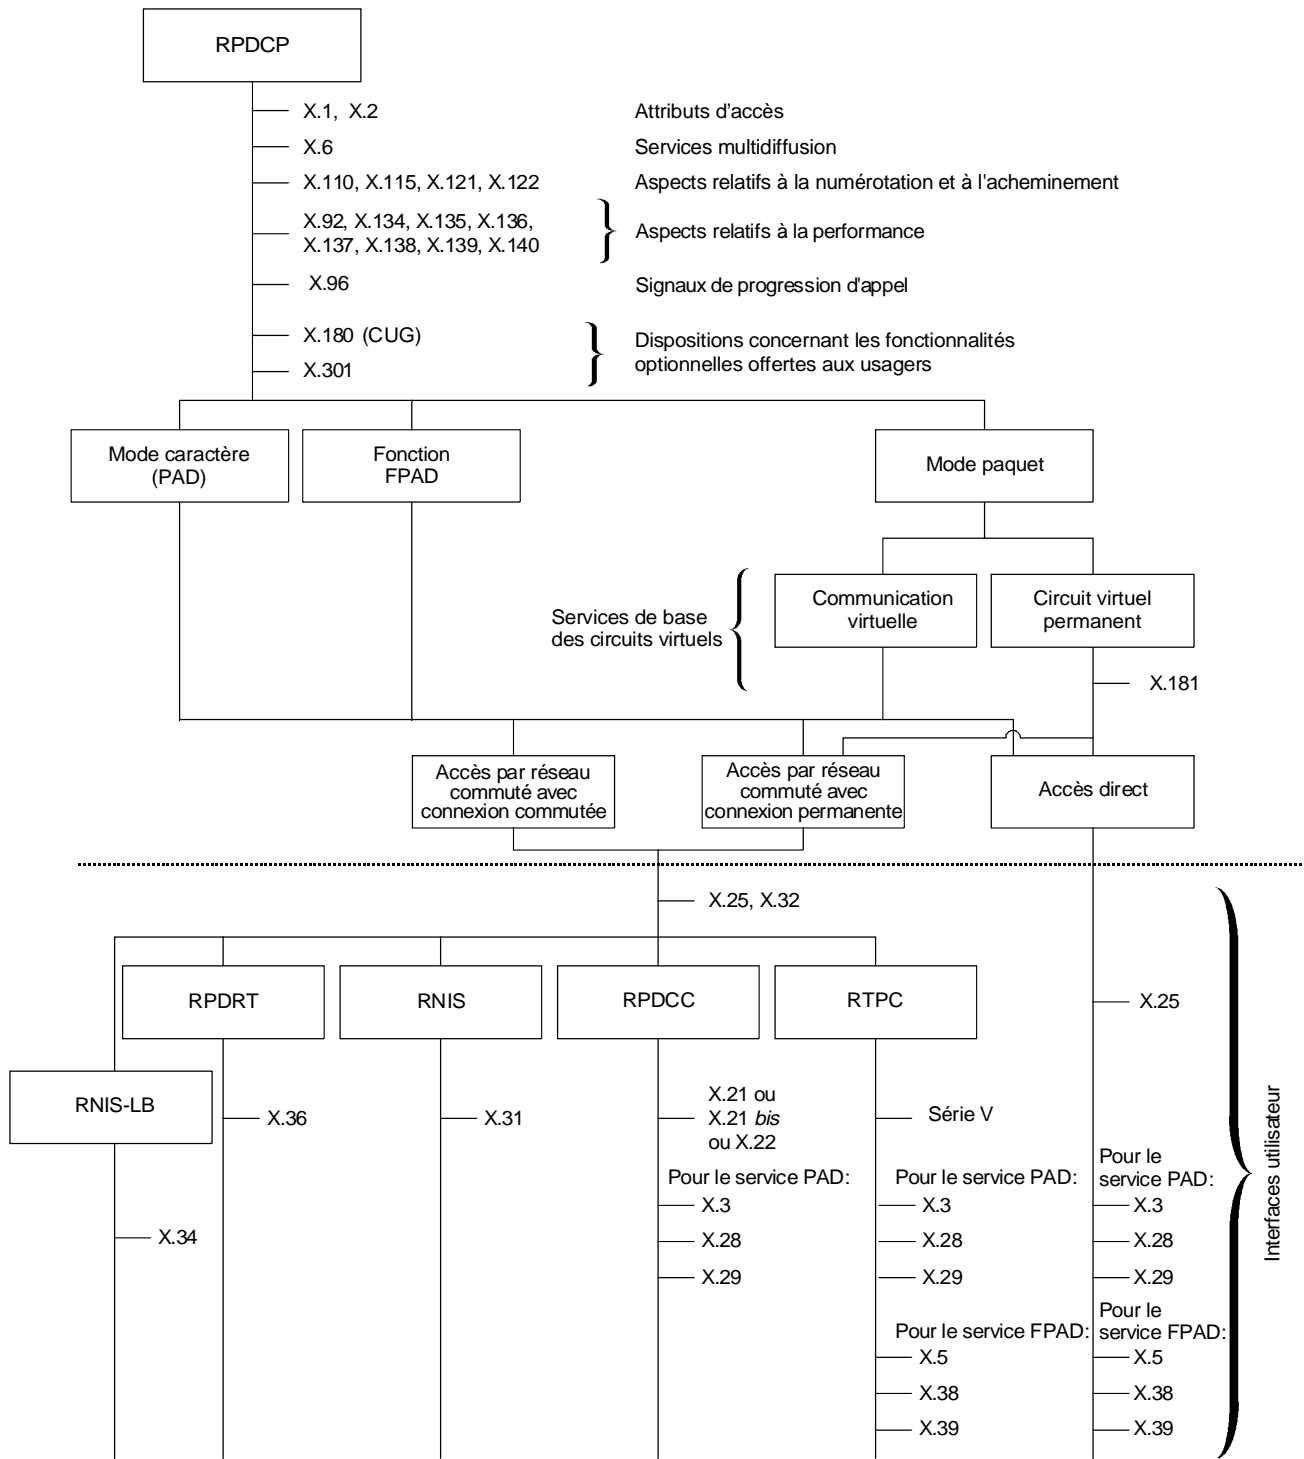 RPDCP
X.1, X.2 Attributs d'accès
X.6 Services multidiffusion
X.110, X.115, X.121, X.122 Aspects relatifs à la numérotation et à l'acheminement
X.92, X.134, X.135, X.136,
X.137, X.138, X.139, X.140
Aspects relatifs à la performance
X.96 Signaux de progression d'appel
X.180 (CUG)
X.301
Dispositions concernant les fonctionnalités
optionnelles offertes aux usagers
Mode caractère
(PAD)
Fonction
FPAD
Mode paquet
Services de base
des circuits virtuels
Communication
virtuelle
Circuit virtuel
permanent
X.181
Accès par réseau
commuté avec
connexion commutée
Accès par réseau
commuté avec
connexion permanente
Accès direct
X.25, X.32
RPDRT
RNIS
RPDCC
RTPC
X.25
RNIS-LB
X.36
X.31
X.21 ou
X.21 bis
ou X.22
Série V
X.34
Pour le service PAD:
X.3
X.28
X.29
Pour le service PAD:
X.3
X.28
X.29
Pour le service FPAD:
X.5
X.38
X.39
Pour le
service PAD:
X.3
X.28
X.29
Pour le
service FPAD:
X.5
X.38
X.39
Interfaces utilisateur